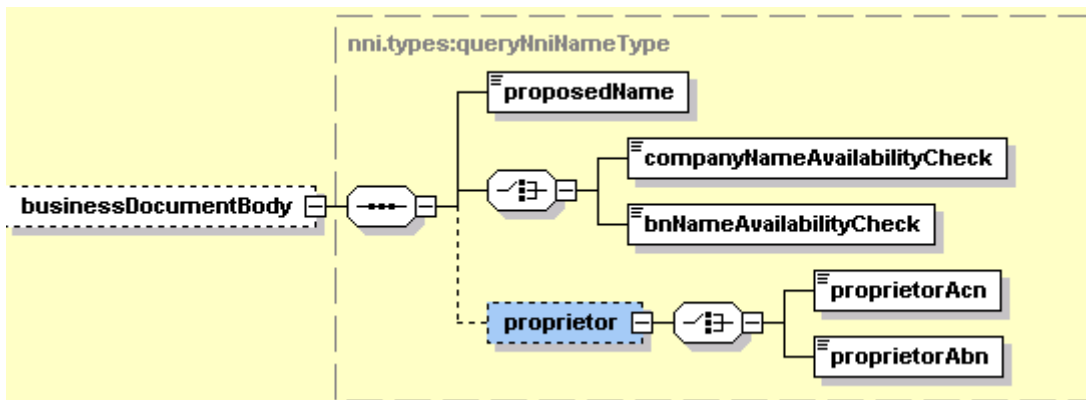 nni.types:queryNniNameType
proposedName
companyNameAvailabilityCheck
businessDocumentBody
bnNameAvailabilityCheck
proprietorAcn
proprietor
proprietorAbn